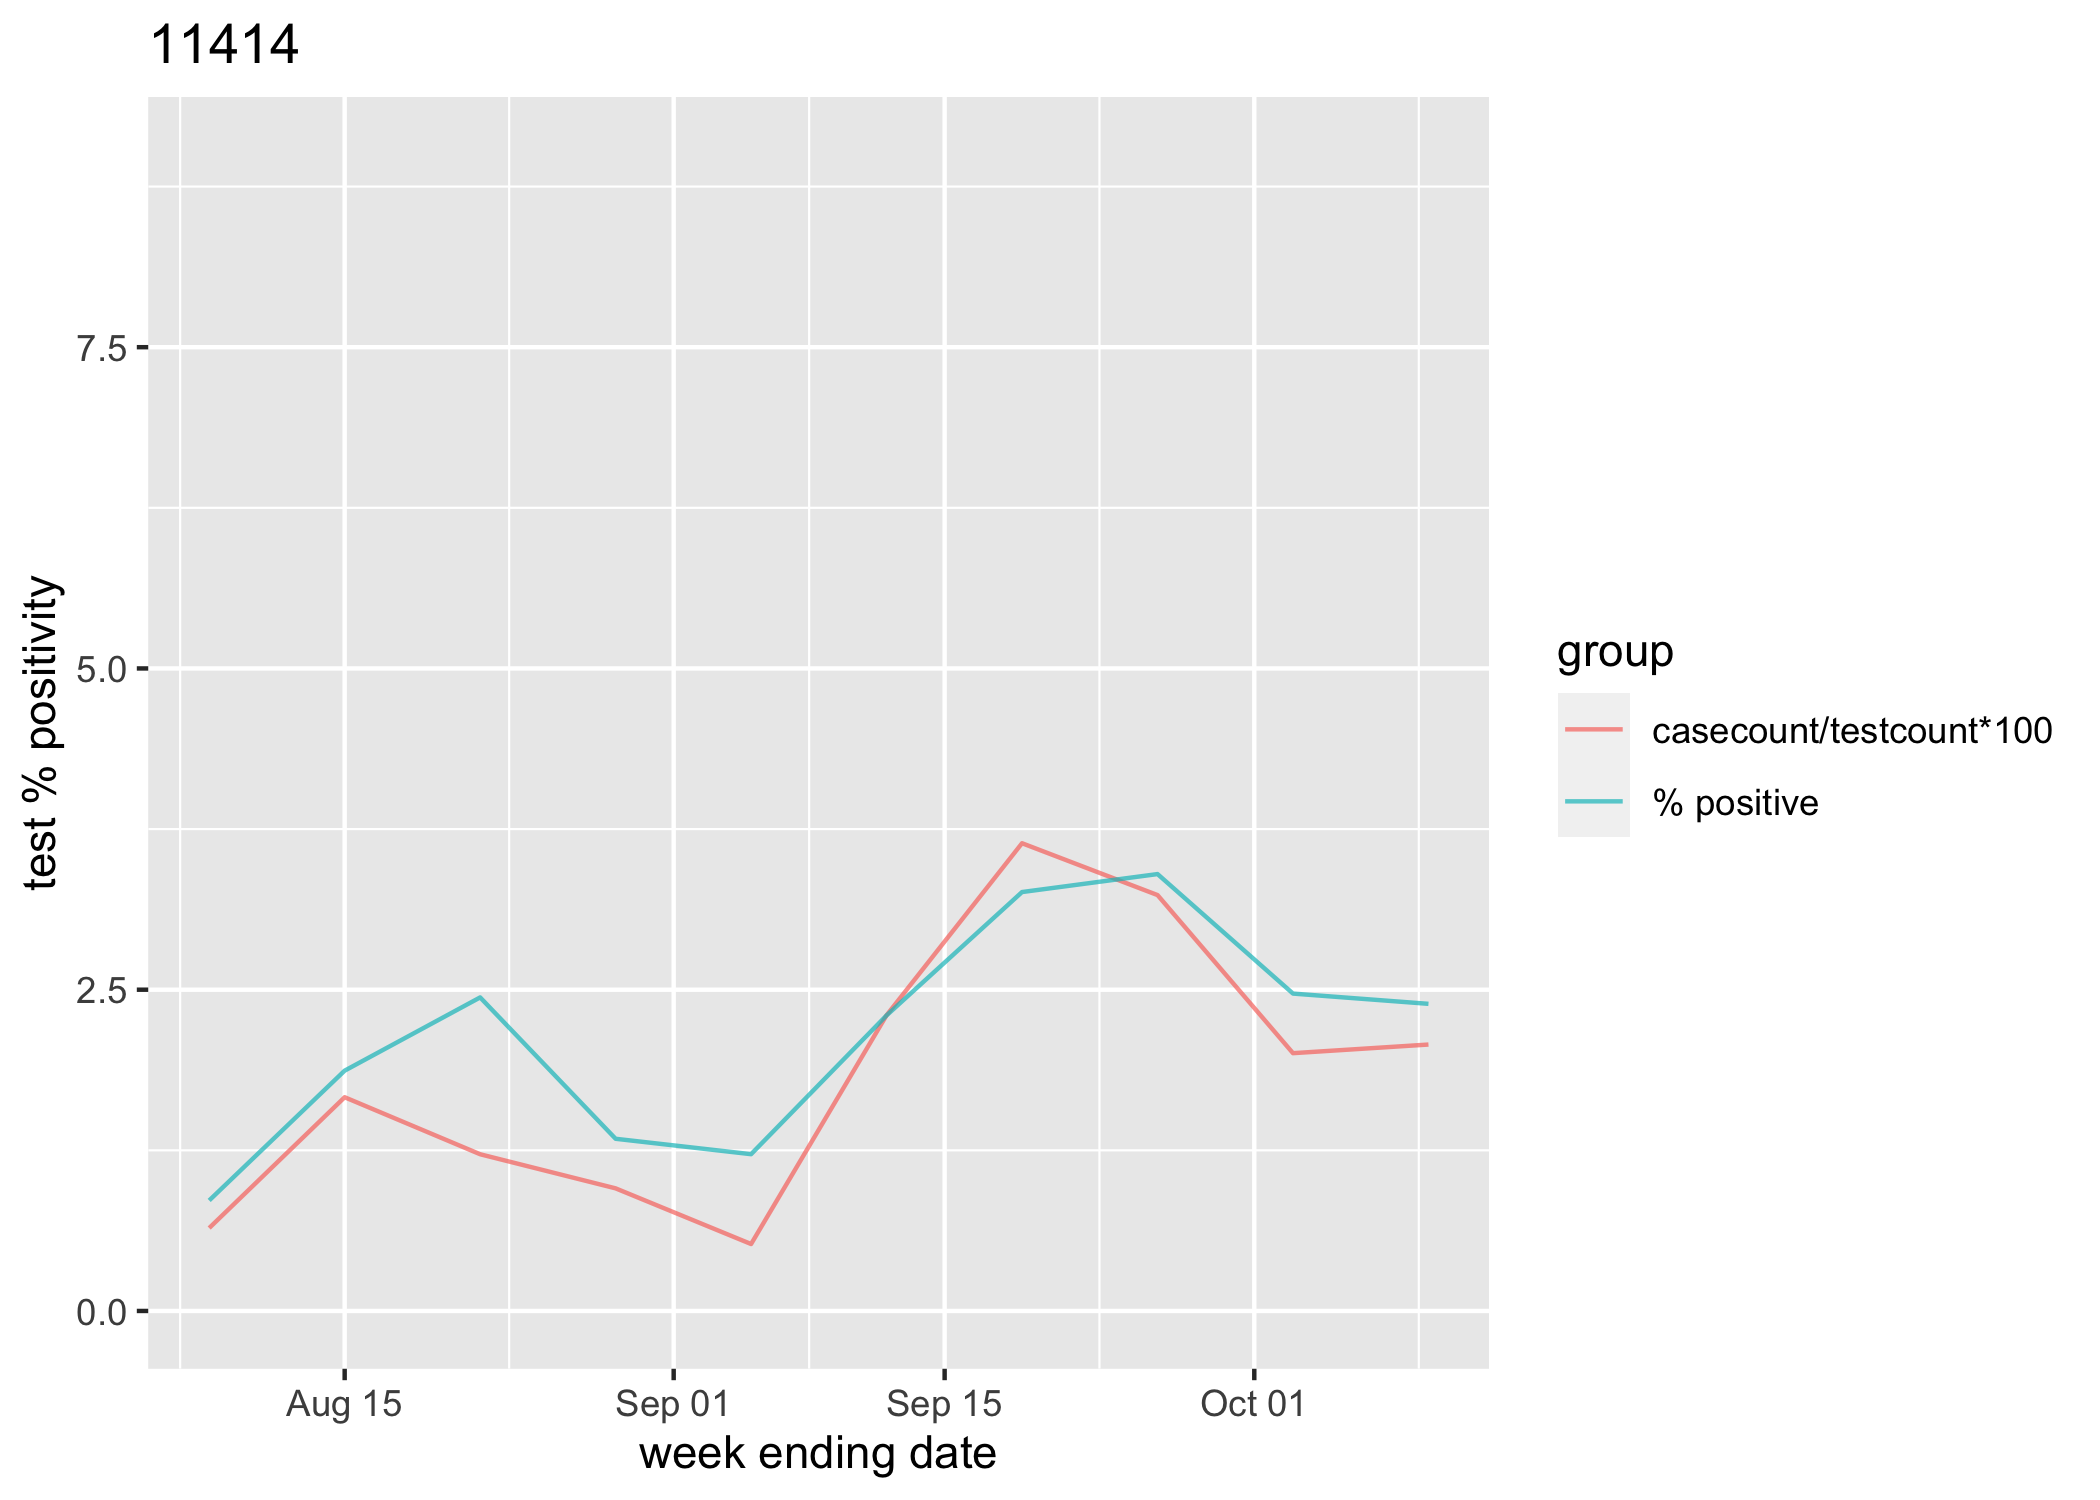 11414
test % positivity
7.5
5.0
2.5
0.0
Aug 15
Sep 01
Sep 15
Oct 01
week ending date
group
casecount/testcount*100
% positive